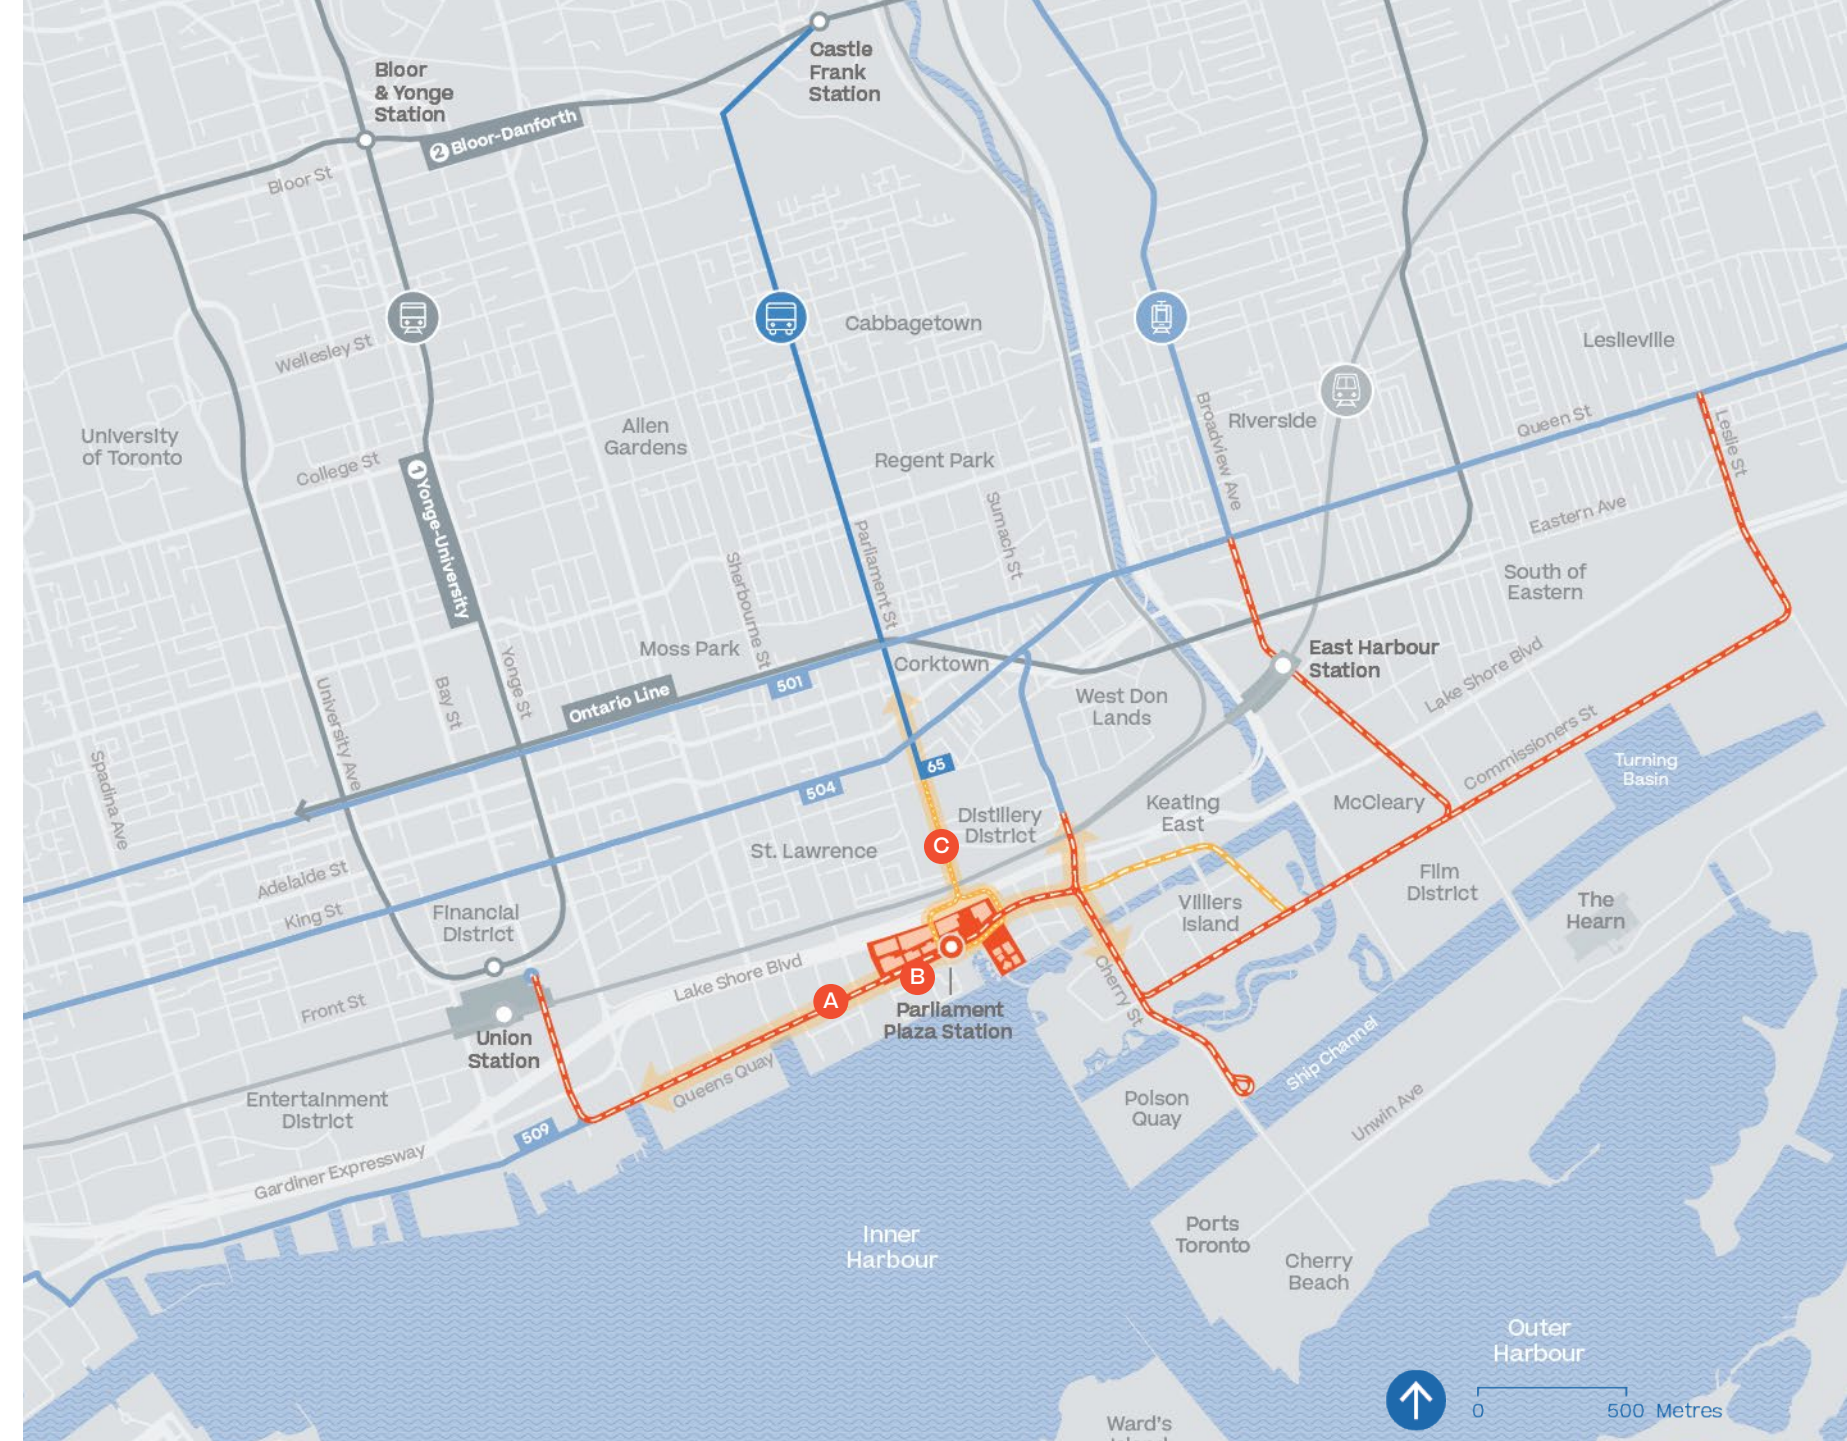 Castle
Frank
Station
Bloor
& Yonge
Station
2 Bloor-Danforth
Bloor St
Cabbagetown
Wellesley St
Leslieville
University
of Toronto
College St
Allen
Gardens
Regent Park
Broadview Ave
Riverside
Queen St
Leslie St
1 Yonge-University
Parliament St
Sumach St
Sherbourne St
Eastern Ave
South of
Eastern
Moss Park
Corktown
East Harbour
Station
Lake Shore Blvd
Ontario Line
501
University Ave
Bay St
Yonge St
West Don
Lands
Commissioners St
Spadina Ave
65
504
Turning
Basin
Distillery
District
Keating
East
McCleary
C
St. Lawrence
Adelaide St
King St
Financial
District
Villiers
Island
Film
District
The
Hearn
Lake Shore Blvd
Front St
A
B
Parliament
Plaza Station
Cherry St
Union
Station
Queens Quay
Ship Channel
Entertainment
District
509
Polson
Quay
Unwin Ave
Gardiner Expressway
Inner
Harbour
Ports
Toronto
Cherry
Beach
Outer
Harbour
0
500 Metres
Ward's